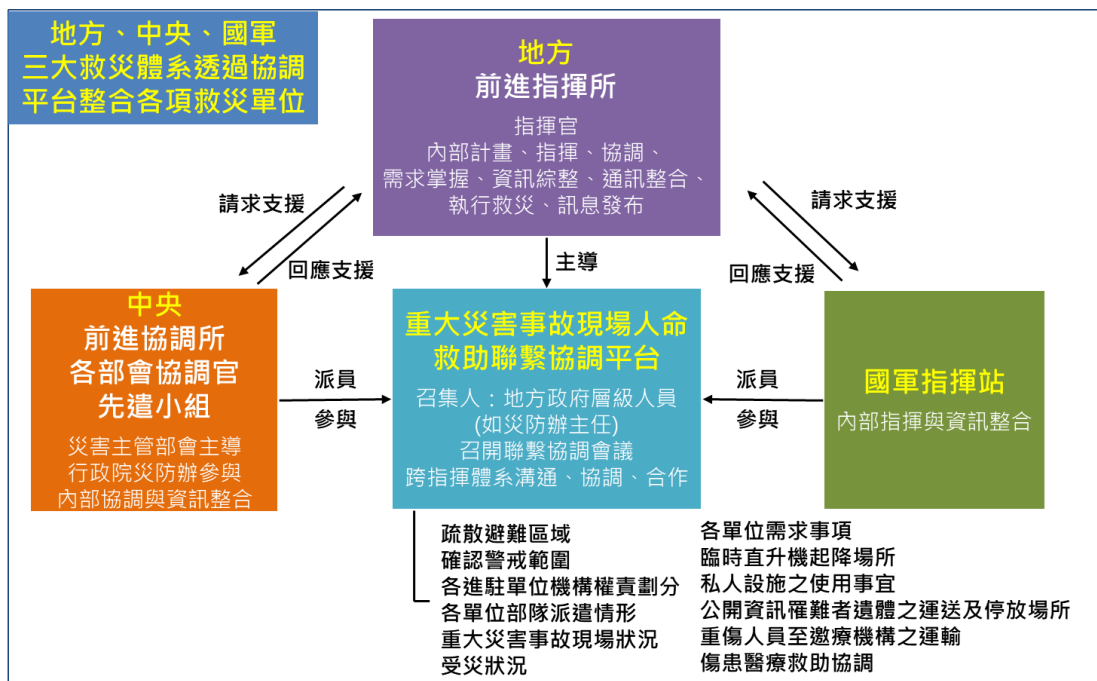 地方、中央、國軍
三大救災體系透過協調
平台整合各項救災單位
地方
前進指揮所
指揮官
內部計畫、指揮、協調、
需求掌握、資訊綜整、通訊整合、
執行救災、訊息發布
請求支援
回應支援
主導
請求支援
回應支援
中央
前進協調所
各部會協調官
先遣小組
災害主管部會主導
行政院災防辦參與
內部協調與資訊整合
派員
參與
重大災害事故現場人命
救助聯繫協調平台
召集人：地方政府層級人員
(如災防辦主任)
召開聯繫協調會議
跨指揮體系溝通、協調、合作
派員
參與
國軍指揮站
內部指揮與資訊整合
疏散避難區域
確認警戒範圍
各進駐單位機構權責劃分
各單位部隊派遣情形
重大災害事故現場狀況
受災狀況
各單位需求事項
臨時直升機起降場所
私人設施之使用事宜
公開資訊罹難者遺體之運送及停放場所
重傷人員至邀療機構之運輸
傷患醫療救助協調